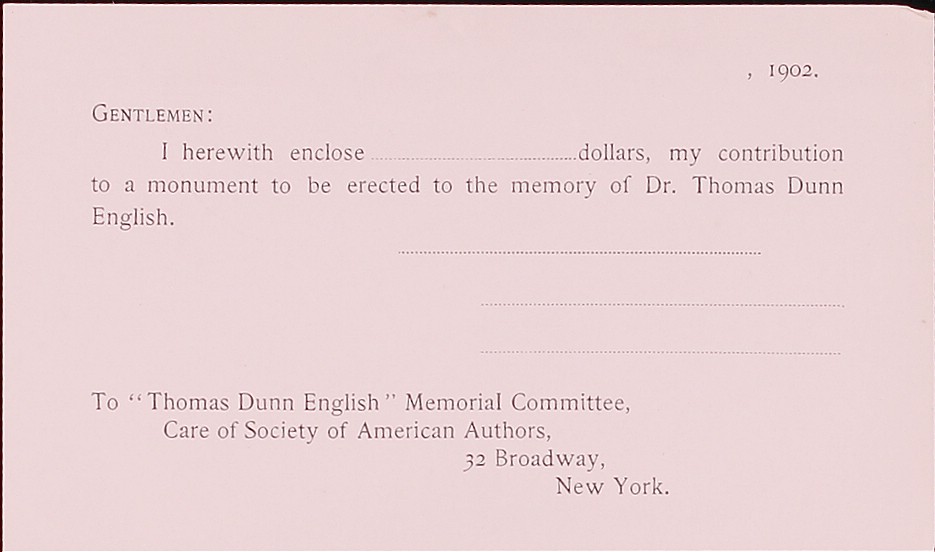 , 1902.
GENTLEMEN:
I herewith enclose ........................................ dollars, my contribution
to a monument to be erected to the memory of Dr. Thomas Dunn
English.
To “Thomas Dunn English” Memorial Committee,
Care of Society of American Authors,
32 Broadway,
New York.